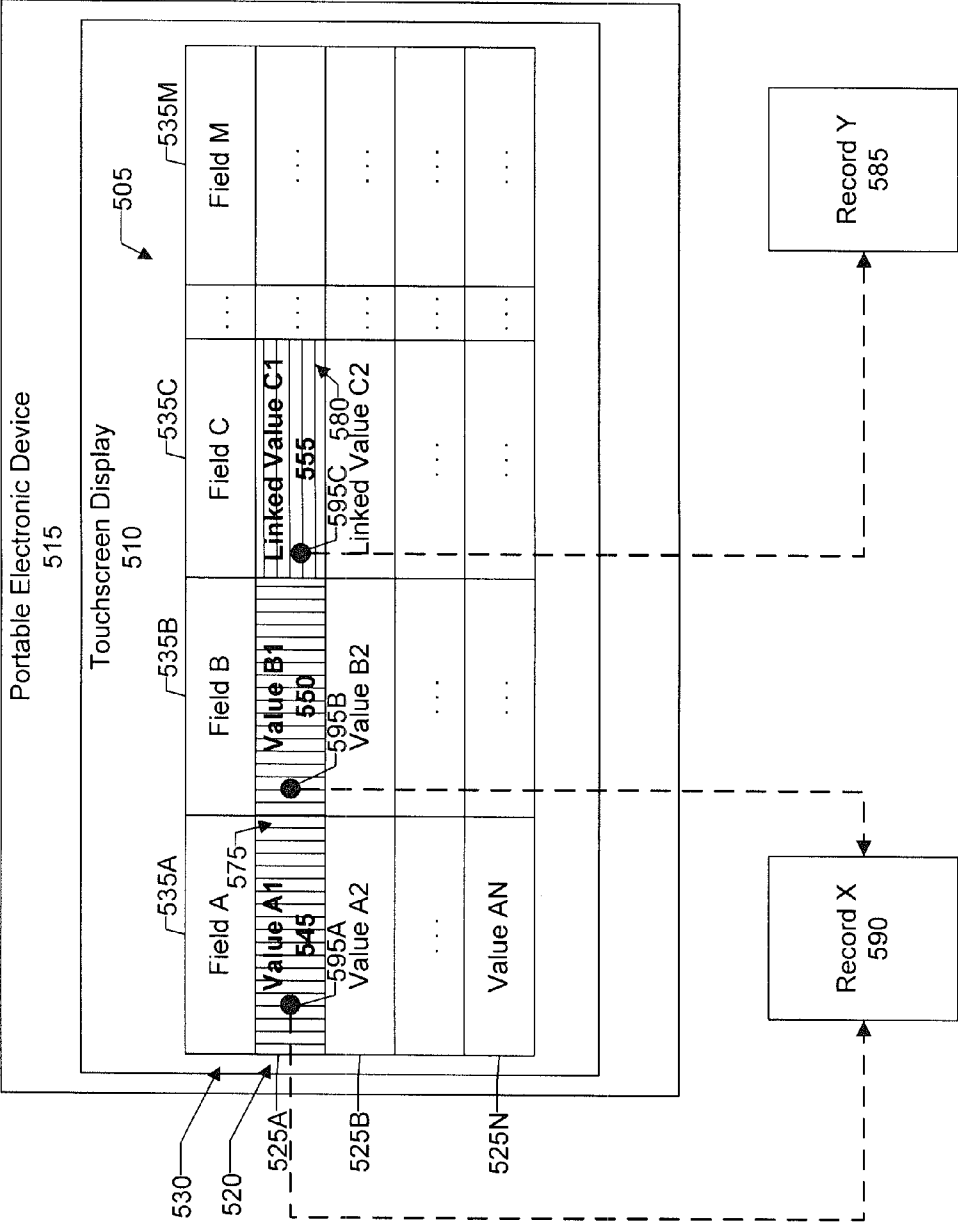 Portable Electronic Device
515
Touchscreen Display
510
505
535A
535B
535C
535M
Field A
Field B
Field C
. . .
Field M
530
520
575
Value A1
545
Value B1
550
Linked Value C1
555
580
. . .
. . .
525A
595A
595B
595C
Value A2
Value B2
Linked Value C2
. . .
. . .
525B
. . .
. . .
. . .
. . .
. . .
Value AN
. . .
. . .
. . .
. . .
525N
Record X
590
Record Y
585